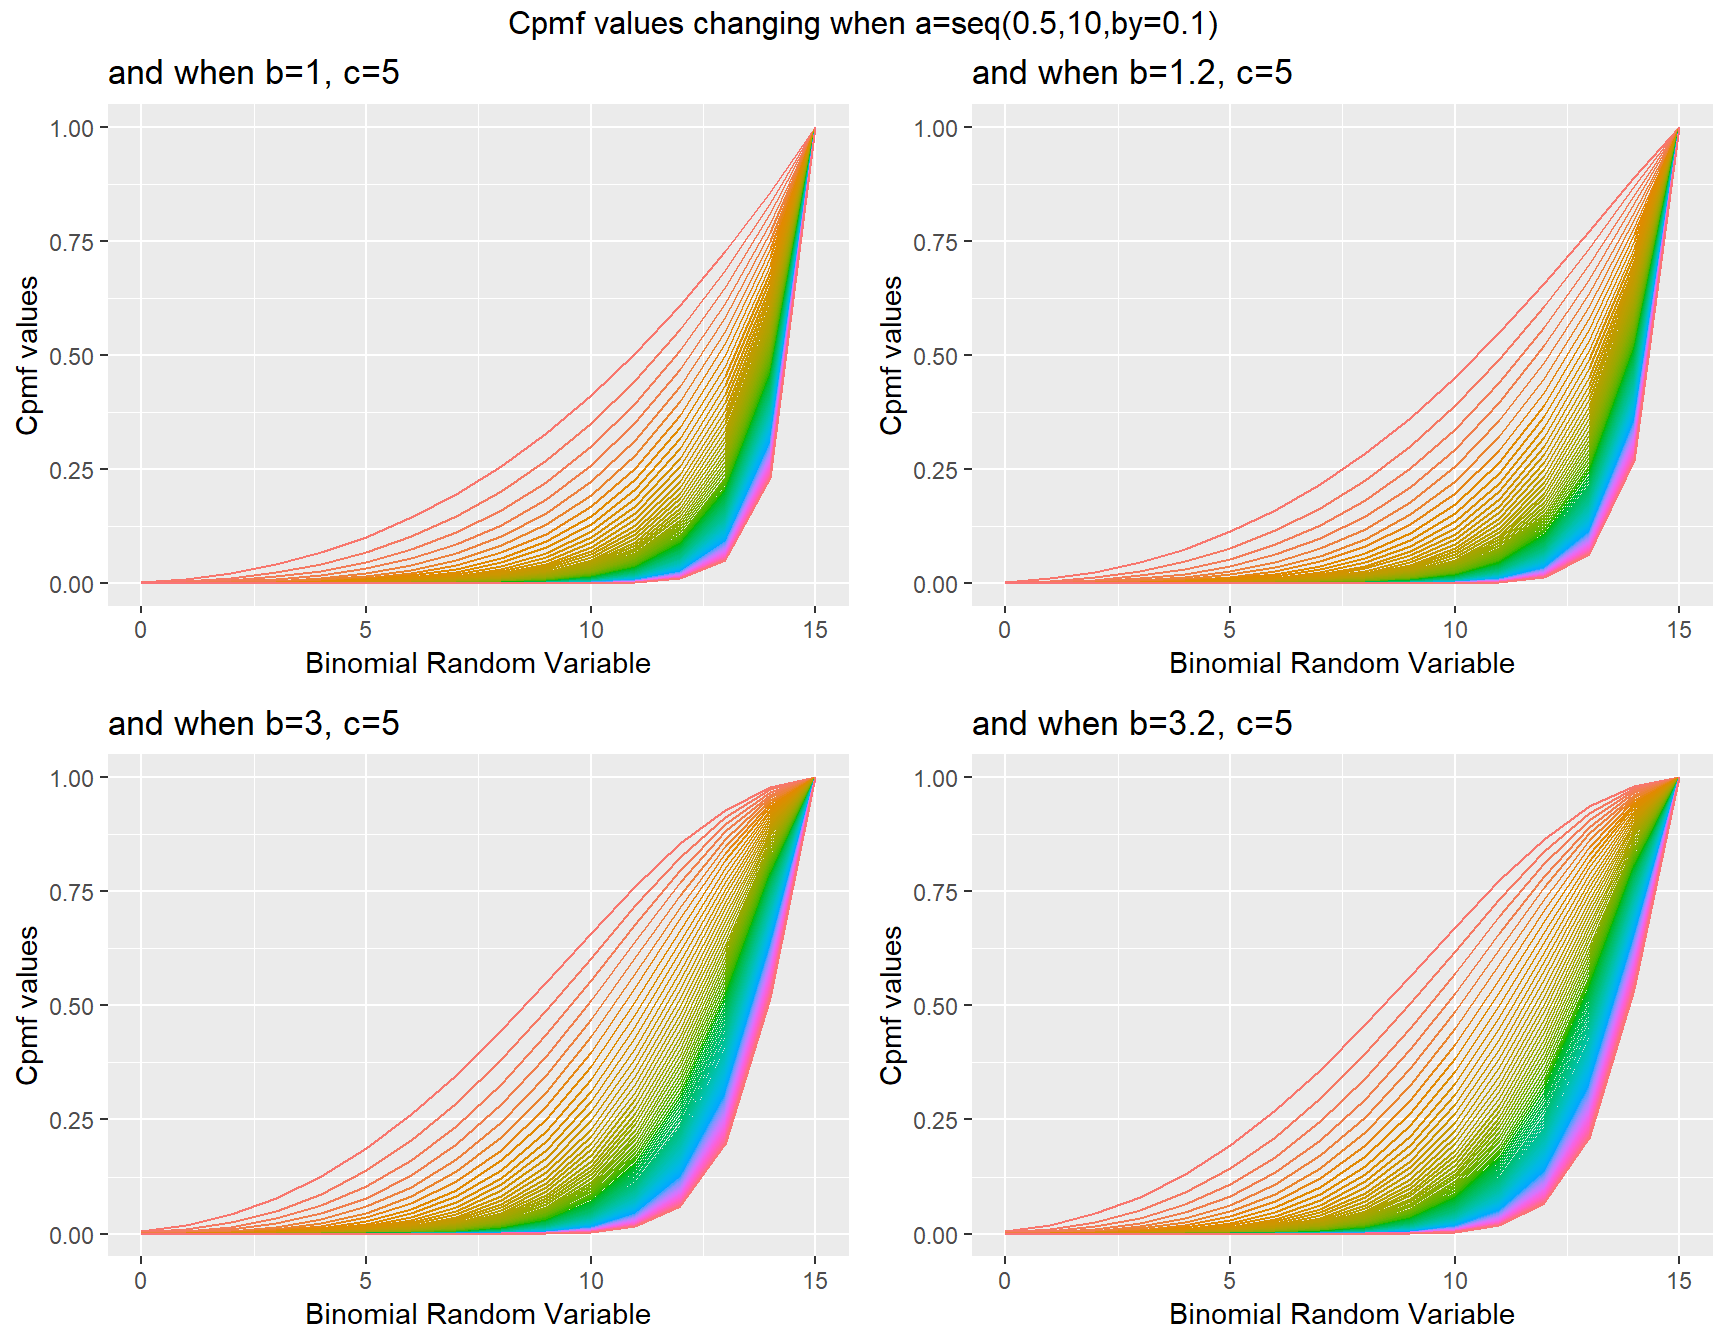 Cpmf values changing when a=seq(0.5,10,by=0.1)
and when b=1, c=5
1.00
0.75
0.50
0.25
0.00
Cpmf values
0 5 10 15
Binomial Random Variable
and when b=1.2, c=5
1.00
0.75
0.50
0.25
0.00
Cpmf values
0 5 10 15
Binomial Random Variable
and when b=3, c=5
1.00
0.75
0.50
0.25
0.00
Cpmf values
0 5 10 15
Binomial Random Variable
and when b=3.2, c=5
1.00
0.75
0.50
0.25
0.00
Cpmf values
0 5 10 15
Binomial Random Variable